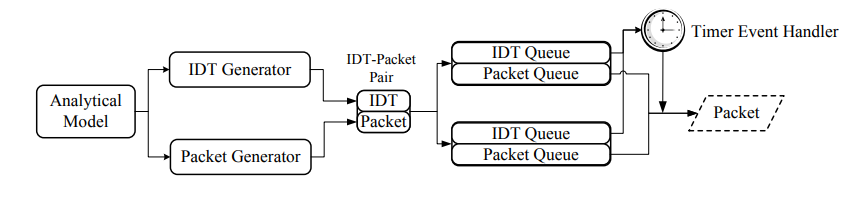 Analytical
Model
IDT Generator
Packet Generator
IDT-Packet
Pair
IDT
Packet
IDT Queue
Packet Queue
IDT Queue
Packet Queue
Timer Event Handler
Packet